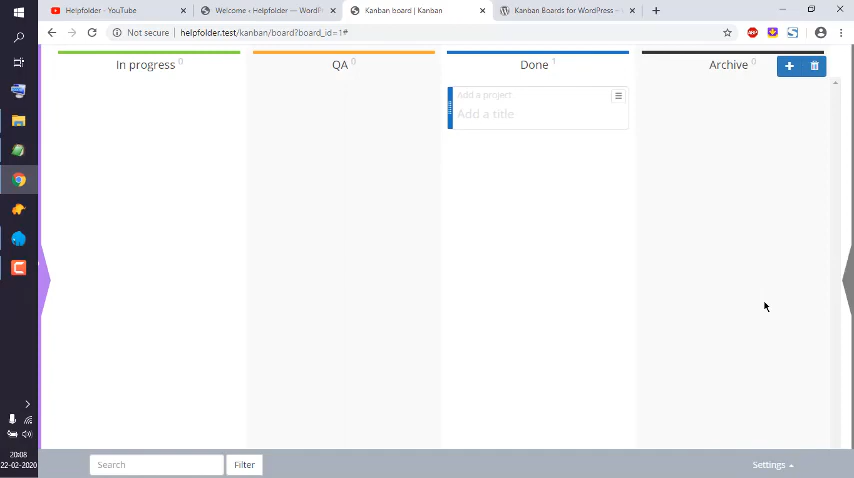 Helpfolder - YouTube
Welcome ‹ Helpfolder — WordP
Kanban board | Kanban
Kanban Boards for WordPress –
Not secure
helpfolder.test/kanban/board?board_id=1#
ABP
In progress 0
QA 0
Done 1
Archive 0
Add a project
Add a title
Search
Filter
Settings
20:08
22-02-2020